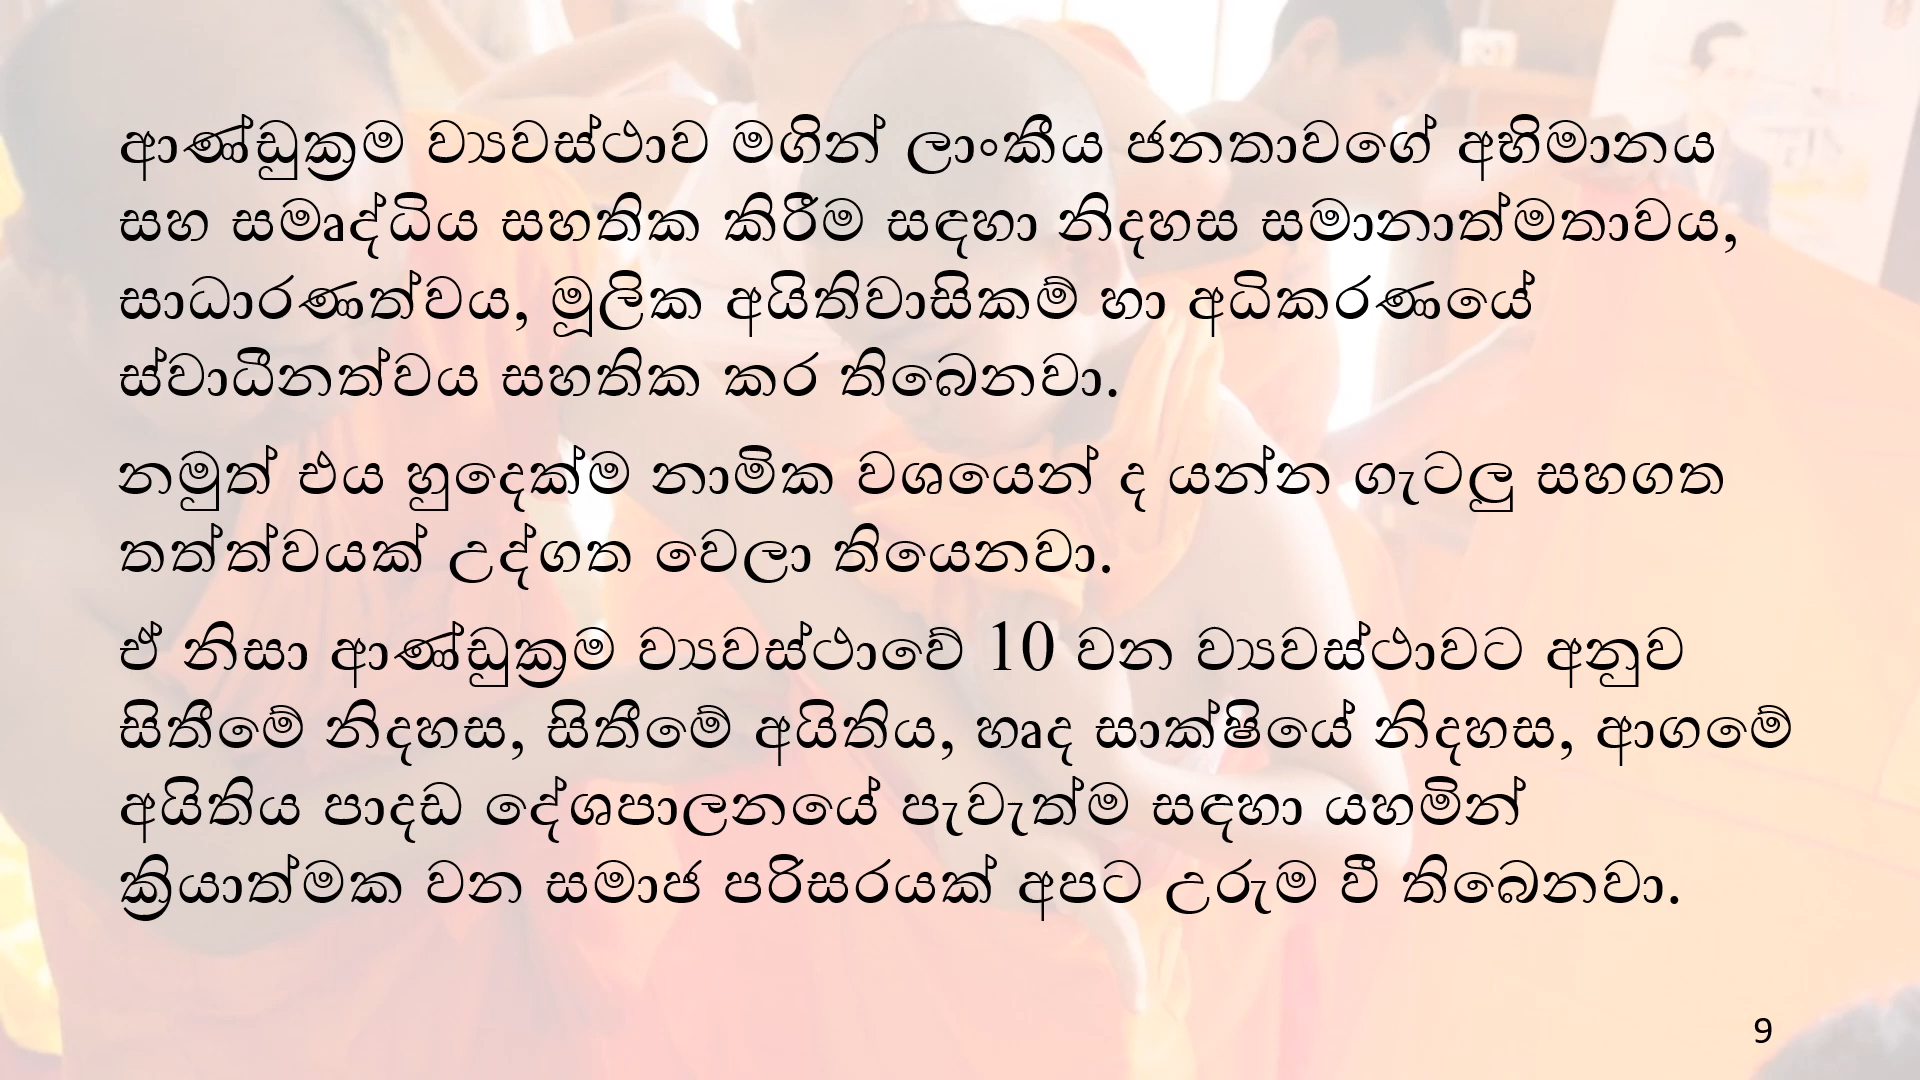 ආණ්ඩුක්‍රම ව්‍යවස්ථාව මගින් ලාංකීය ජනතාවගේ අභිමානය
සහ සමෘද්ධිය සහතික කිරීම සඳහා නිදහස සමානාත්මතාවය,
සාධාරණත්වය, මූලික අයිතිවාසිකම් හා අධිකරණයේ
ස්වාධීනත්වය සහතික කර තිබෙනවා.
නමුත් එය හුදෙක්ම නාමික වශයෙන් ද යන්න ගැටලු සහගත
තත්ත්වයක් උද්ගත වෙලා තියෙනවා.
ඒ නිසා ආණ්ඩුක්‍රම ව්‍යවස්ථාවේ 10 වන ව්‍යවස්ථාවට අනුව
සිතීමේ නිදහස, සිතීමේ අයිතිය, හෘද සාක්ෂියේ නිදහස, ආගමේ
අයිතිය පාදඩ දේශපාලනයේ පැවැත්ම සඳහා යහමින්
ක්‍රියාත්මක වන සමාජ පරිසරයක් අපට උරුම වී තිබෙනවා.
9